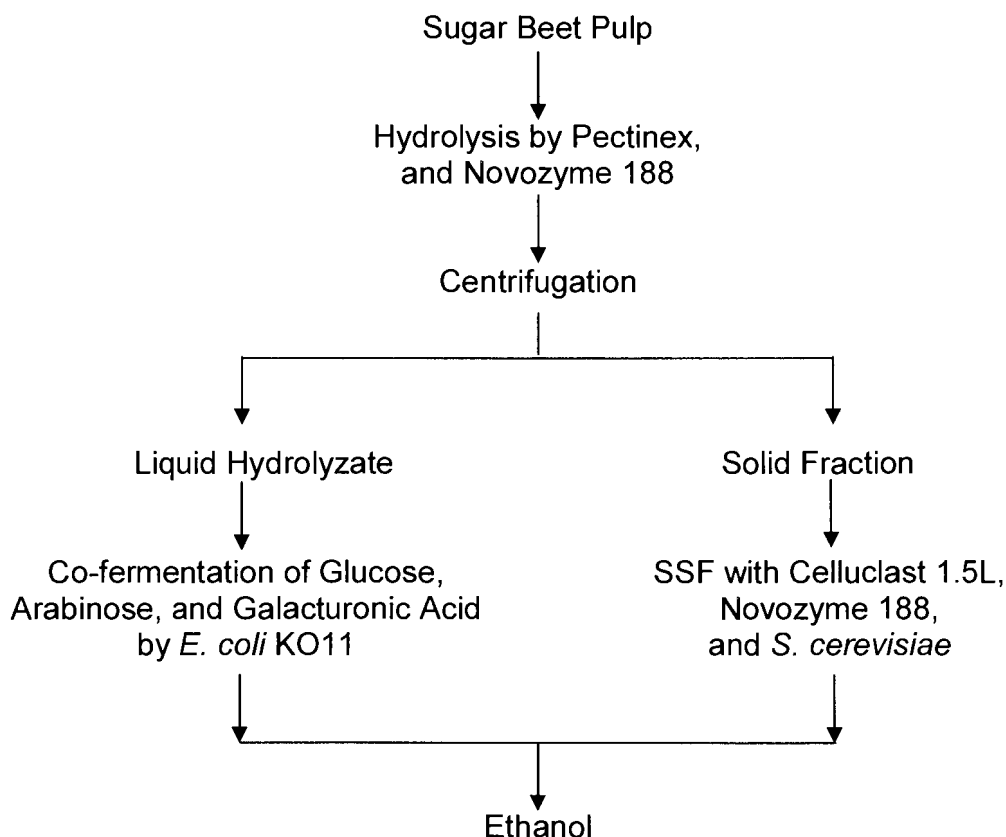 Sugar Beet Pulp
Hydrolysis by Pectinex,
and Novozyme 188
Centrifugation
Liquid Hydrolyzate
Solid Fraction
Co-fermentation of Glucose,
Arabinose, and Galacturonic Acid
by E. coli KO11
SSF with Celluclast 1.5L,
Novozyme 188,
and S. cerevisiae
Ethanol